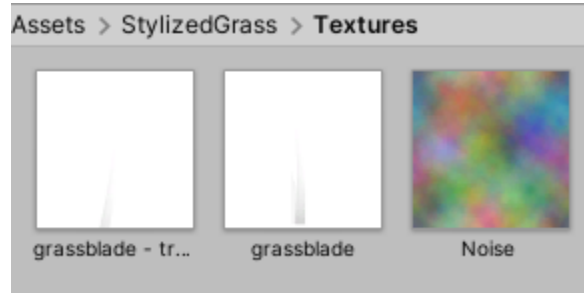 Assets > StylizedGrass > Textures
grassblade - tr...
grassblade
Noise